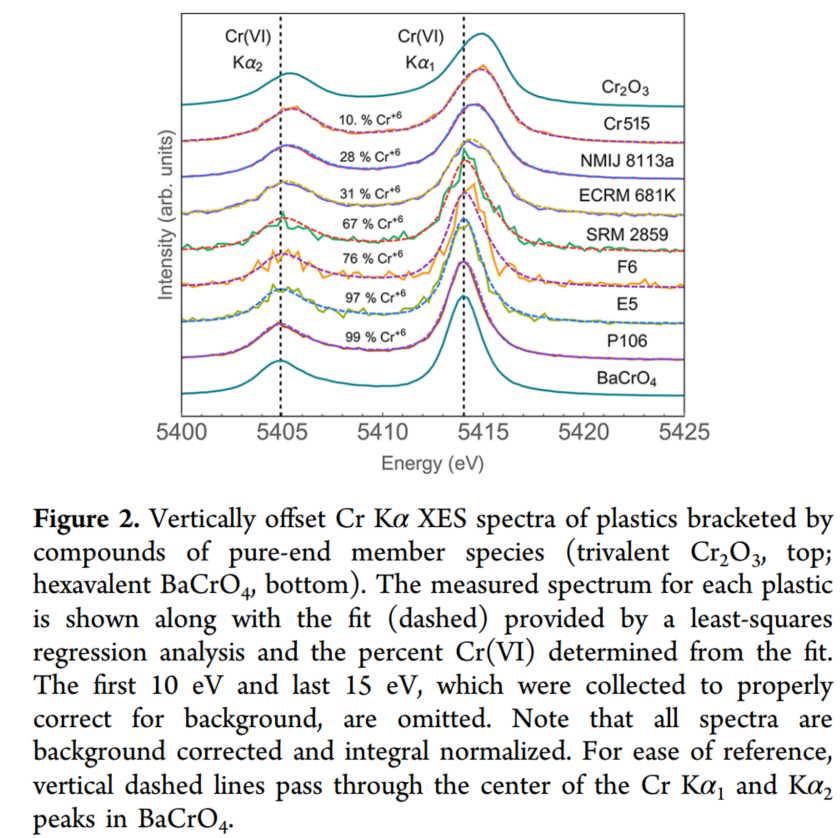 Cr(VI) Cr(VI)
Kα₂ Kα₁
Cr₂O₃
10. % Cr⁺⁶ Cr515
28 % Cr⁺⁶ NMIJ 8113a
31 % Cr⁺⁶ ECRM 681K
67 % Cr⁺⁶ SRM 2859
76 % Cr⁺⁶ F6
97 % Cr⁺⁶ E5
99 % Cr⁺⁶ P106
BaCrO₄
Intensity (arb. units)
5400 5405 5410 5415 5420 5425
Energy (eV)
Figure 2. Vertically offset Cr Kα XES spectra of plastics bracketed by
compounds of pure-end member species (trivalent Cr₂O₃, top;
hexavalent BaCrO₄, bottom). The measured spectrum for each plastic
is shown along with the fit (dashed) provided by a least-squares
regression analysis and the percent Cr(VI) determined from the fit.
The first 10 eV and last 15 eV, which were collected to properly
correct for background, are omitted. Note that all spectra are
background corrected and integral normalized. For ease of reference,
vertical dashed lines pass through the center of the Cr Kα₁ and Kα₂
peaks in BaCrO₄.